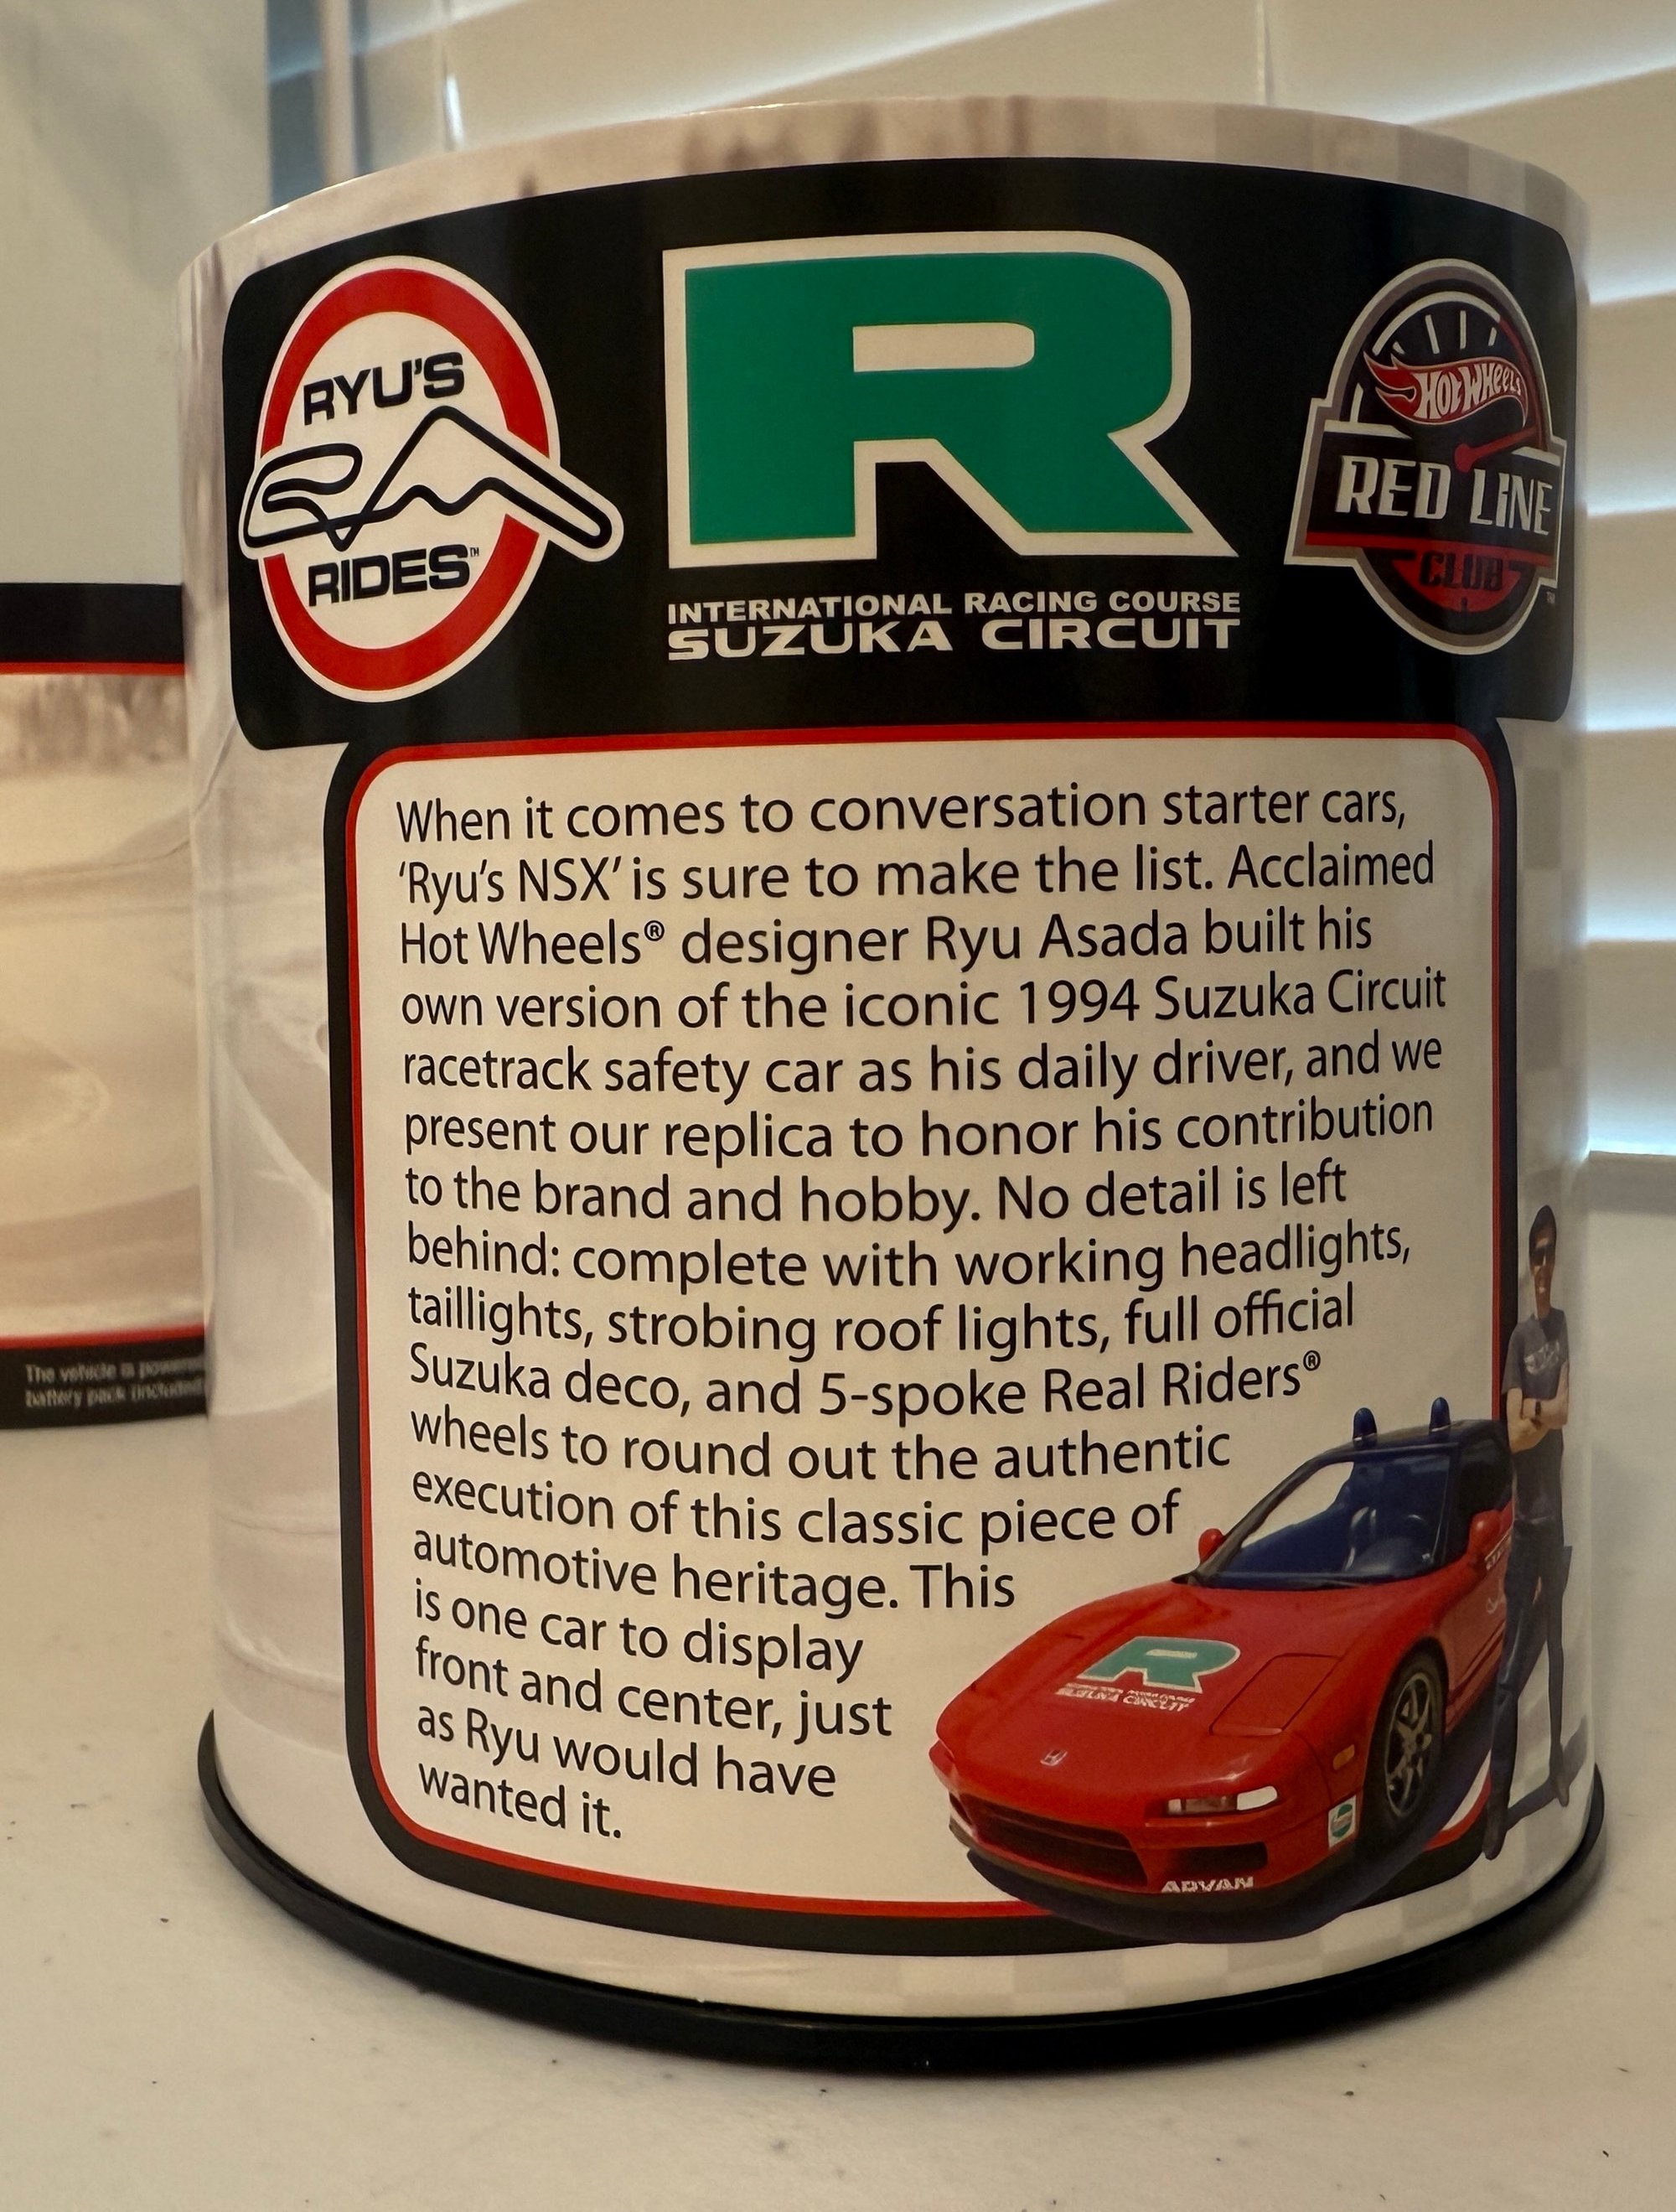 RYU'S
RIDES™
R
INTERNATIONAL RACING COURSE
SUZUKA CIRCUIT
HOT WHEELS
RED LINE
CLUB
™
When it comes to conversation starter cars,
‘Ryu’s NSX’ is sure to make the list. Acclaimed
Hot Wheels® designer Ryu Asada built his
own version of the iconic 1994 Suzuka Circuit
racetrack safety car as his daily driver, and we
present our replica to honor his contribution
to the brand and hobby. No detail is left
behind: complete with working headlights,
taillights, strobing roof lights, full official
Suzuka deco, and 5-spoke Real Riders®
wheels to round out the authentic
execution of this classic piece of
automotive heritage. This
is one car to display
front and center, just
as Ryu would have
wanted it.
R
SUZUKA CIRCUIT
ADVAN
The vehicle is powere
battery pack (included